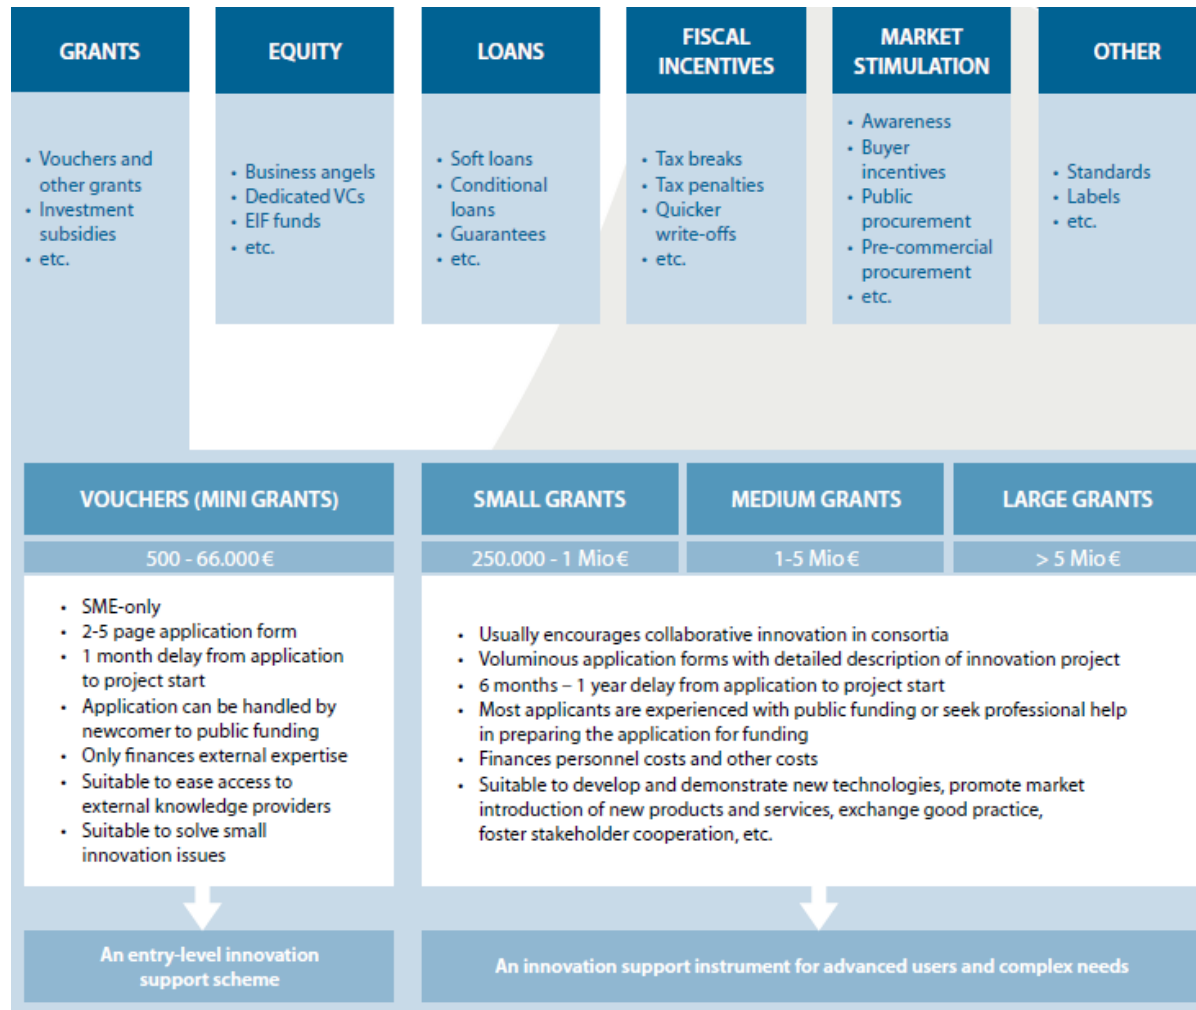 GRANTS
EQUITY
LOANS
FISCAL
INCENTIVES
MARKET
STIMULATION
OTHER
• Vouchers and
other grants
• Investment
subsidies
• etc.
• Business angels
• Dedicated VCs
• EIF funds
• etc.
• Soft loans
• Conditional
loans
• Guarantees
• etc.
• Tax breaks
• Tax penalties
• Quicker
write-offs
• etc.
• Awareness
• Buyer
incentives
• Public
procurement
• Pre-commercial
procurement
• etc.
• Standards
• Labels
• etc.
VOUCHERS (MINI GRANTS)
500 - 66.000 €
• SME-only
• 2-5 page application form
• 1 month delay from application
to project start
• Application can be handled by
newcomer to public funding
• Only finances external expertise
• Suitable to ease access to
external knowledge providers
• Suitable to solve small
innovation issues
An entry-level innovation
support scheme
SMALL GRANTS
MEDIUM GRANTS
LARGE GRANTS
250.000 - 1 Mio €
1-5 Mio €
> 5 Mio €
• Usually encourages collaborative innovation in consortia
• Voluminous application forms with detailed description of innovation project
• 6 months – 1 year delay from application to project start
• Most applicants are experienced with public funding or seek professional help
in preparing the application for funding
• Finances personnel costs and other costs
• Suitable to develop and demonstrate new technologies, promote market
introduction of new products and services, exchange good practice,
foster stakeholder cooperation, etc.
An innovation support instrument for advanced users and complex needs